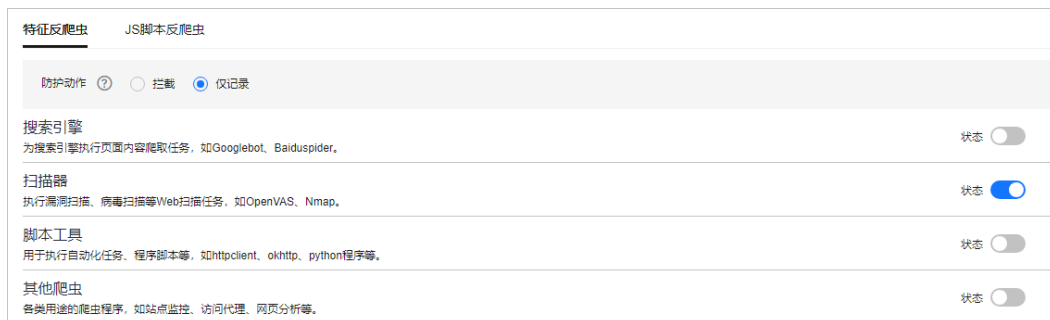 特征反爬虫 JS脚本反爬虫
防护动作 ? 拦截 仅记录
搜索引擎
为搜索引擎执行页面内容爬取任务，如Googlebot、Baiduspider。
状态
扫描器
执行漏洞扫描、病毒扫描等Web扫描任务，如OpenVAS、Nmap。
状态
脚本工具
用于执行自动化任务、程序脚本等，如httpclient、okhttp、python程序等。
状态
其他爬虫
各类用途的爬虫程序，如站点监控、访问代理、网页分析等。
状态